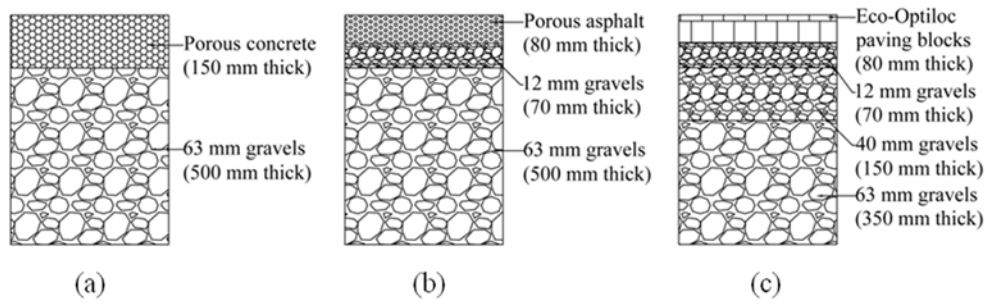 Porous concrete
(150 mm thick)
63 mm gravels
(500 mm thick)
(a)
Porous asphalt
(80 mm thick)
12 mm gravels
(70 mm thick)
63 mm gravels
(500 mm thick)
(b)
Eco-Optiloc
paving blocks
(80 mm thick)
12 mm gravels
(70 mm thick)
40 mm gravels
(150 mm thick)
63 mm gravels
(350 mm thick)
(c)